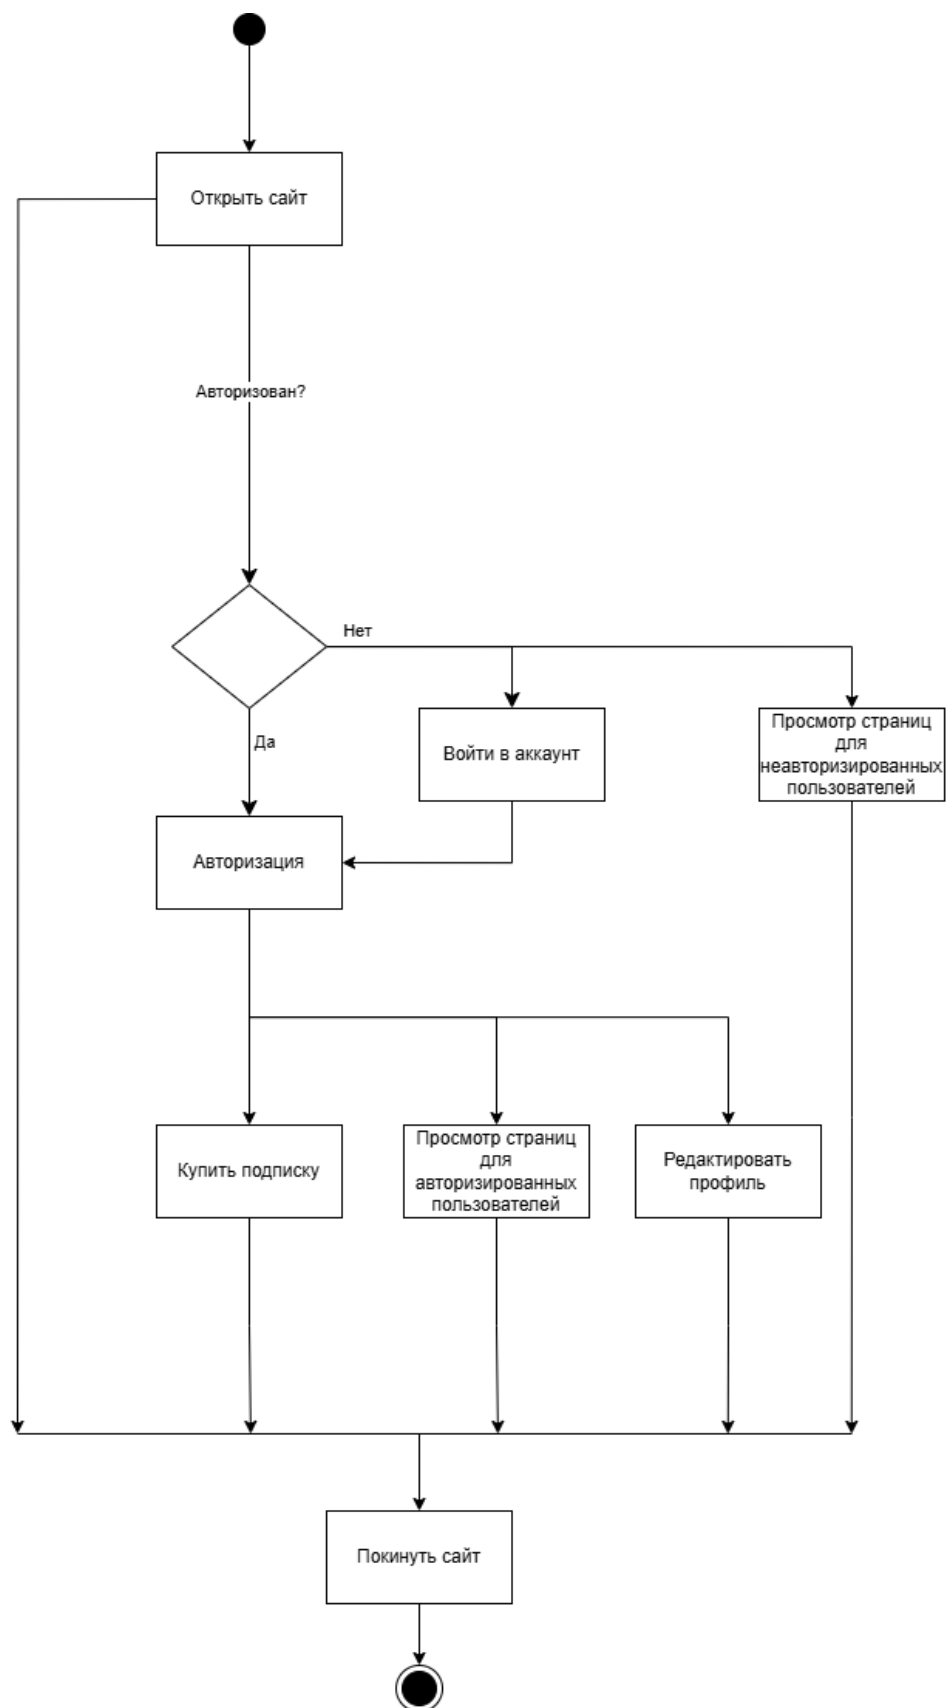 Открыть сайт
Авторизован?
Нет
Да
Войти в аккаунт
Просмотр страниц
для
неавторизированных
пользователей
Авторизация
Купить подписку
Просмотр страниц
для
авторизированных
пользователей
Редактировать
профиль
Покинуть сайт